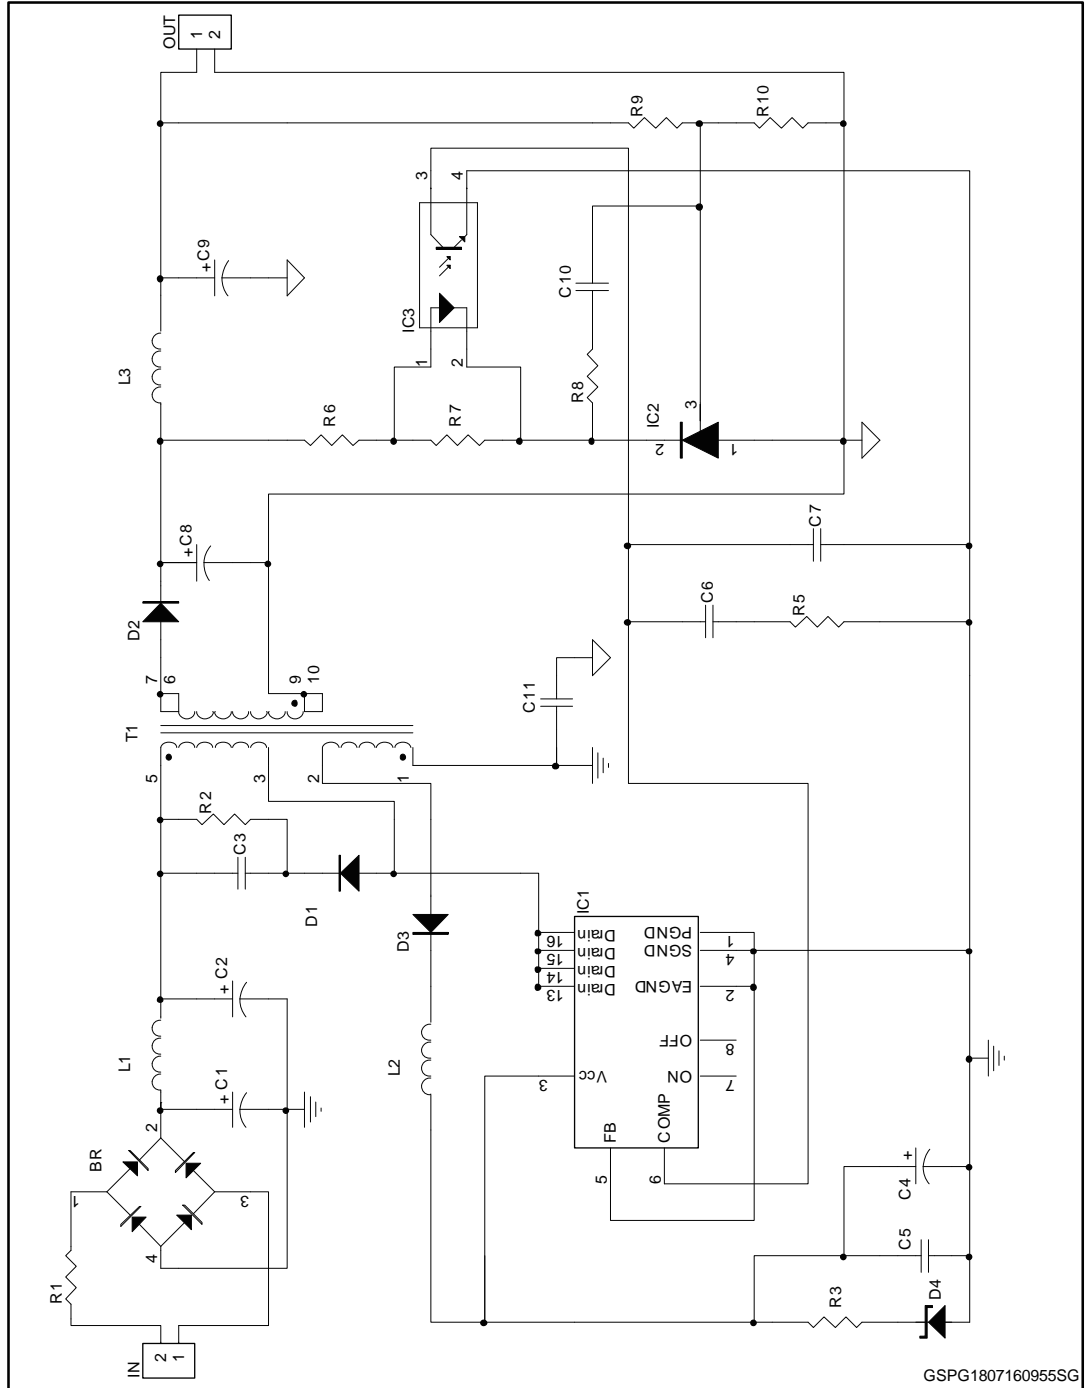 OUT
1
2
R9
R10
3
4
+
C9
C10
IC3
1
2
L3
R8
R6
R7
IC2
3
2
1
+
C8
C7
C6
R5
D2
7
6
9
10
C11
T1
5
3
2
1
R2
C3
D1
D3
IC1
Drain
Drain
Drain
Drain
16
15
14
13
PGND
SGND
EAGND
1
4
2
+
C2
L1
L2
OFF
8
ON
7
Vcc
3
COMP
FB
5
6
+
C1
2
BR
1
3
4
+
C4
C5
R1
R3
D4
IN
2
1
GSPG1807160955SG